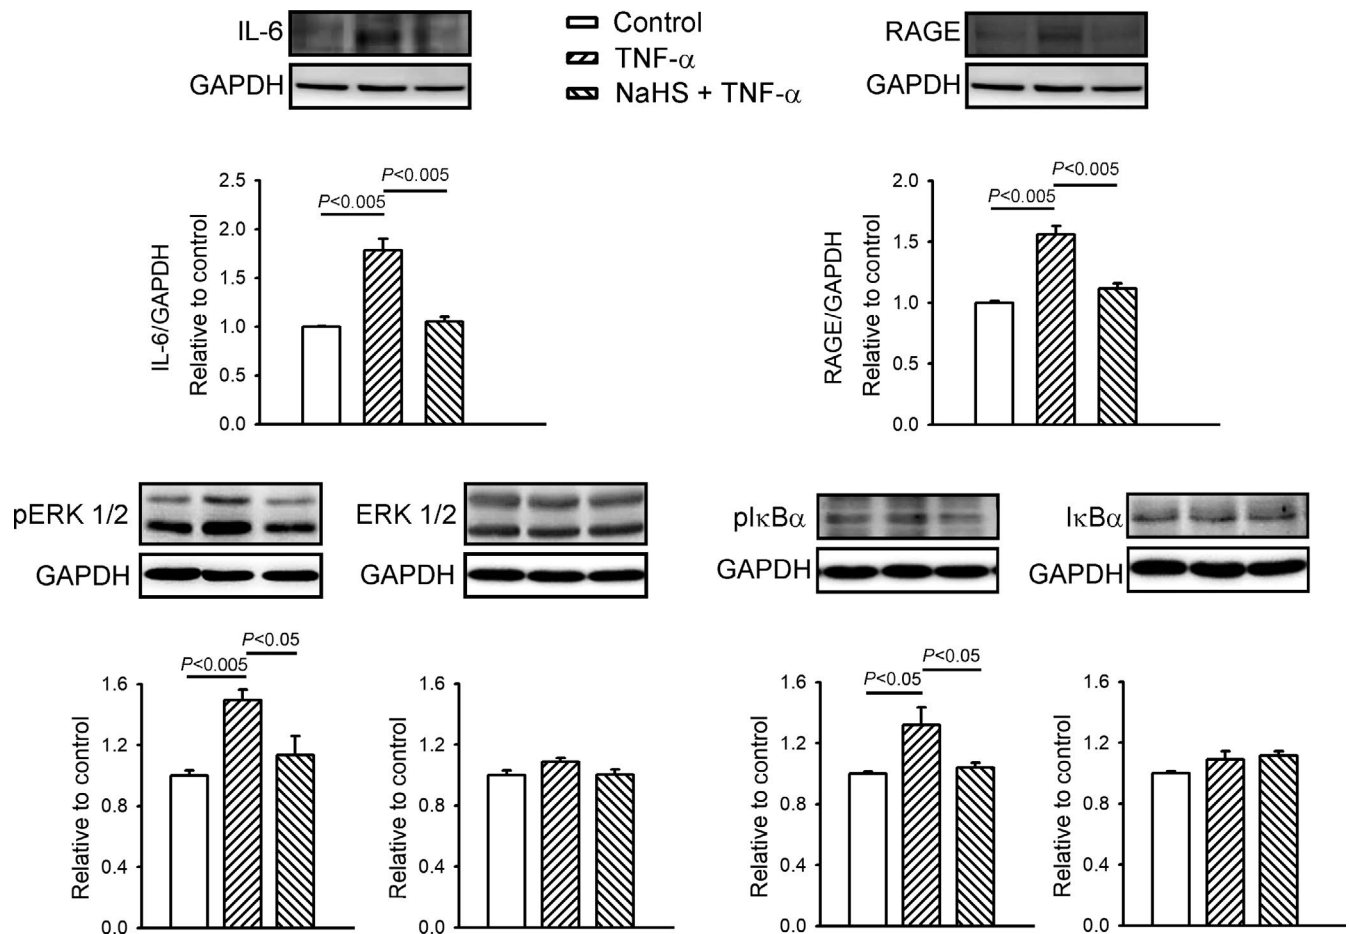 IL-6
GAPDH
Control
TNF-α
NaHS + TNF-α
RAGE
GAPDH
P<0.005
P<0.005
2.5
2.0
1.5
1.0
0.5
0.0
IL-6/GAPDH
Relative to control
P<0.005
P<0.005
2.0
1.5
1.0
0.5
0.0
RAGE/GAPDH
Relative to control
pERK 1/2
GAPDH
ERK 1/2
GAPDH
pIκBα
GAPDH
IκBα
GAPDH
P<0.05
P<0.005
1.6
1.2
0.8
0.4
0.0
Relative to control
1.6
1.2
0.8
0.4
0.0
Relative to control
P<0.05
P<0.05
1.6
1.2
0.8
0.4
0.0
Relative to control
1.6
1.2
0.8
0.4
0.0
Relative to control